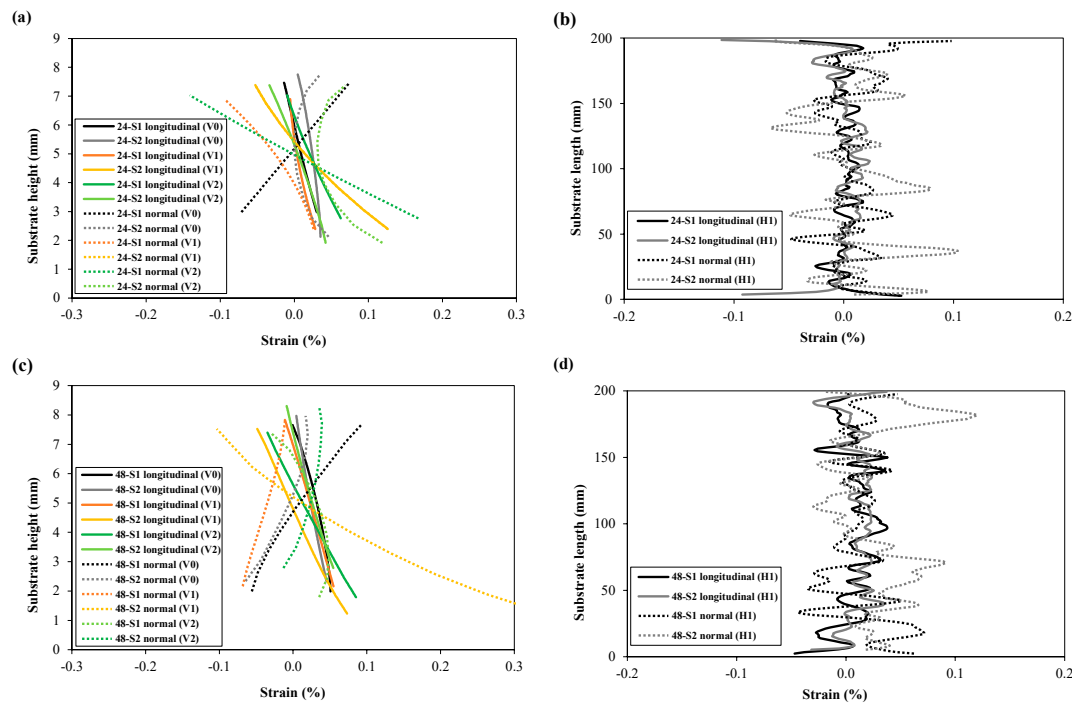 (a)
Substrate height (mm)
9
8
7
6
5
4
3
2
1
0
24-S1 longitudinal (V0)
24-S2 longitudinal (V0)
24-S1 longitudinal (V1)
24-S2 longitudinal (V1)
24-S1 longitudinal (V2)
24-S2 longitudinal (V2)
24-S1 normal (V0)
24-S2 normal (V0)
24-S1 normal (V1)
24-S2 normal (V1)
24-S1 normal (V2)
24-S2 normal (V2)
-0.3 -0.2 -0.1 0.0 0.1 0.2 0.3
Strain (%)
(b)
Substrate length (mm)
200
150
100
50
0
24-S1 longitudinal (H1)
24-S2 longitudinal (H1)
24-S1 normal (H1)
24-S2 normal (H1)
-0.2 -0.1 0.0 0.1 0.2
Strain (%)
(c)
Substrate height (mm)
9
8
7
6
5
4
3
2
1
0
48-S1 longitudinal (V0)
48-S2 longitudinal (V0)
48-S1 longitudinal (V1)
48-S2 longitudinal (V1)
48-S1 longitudinal (V2)
48-S2 longitudinal (V2)
48-S1 normal (V0)
48-S2 normal (V0)
48-S1 normal (V1)
48-S2 normal (V1)
48-S1 normal (V2)
48-S2 normal (V2)
-0.3 -0.2 -0.1 0.0 0.1 0.2 0.3
Strain (%)
(d)
Substrate length (mm)
200
150
100
50
0
48-S1 longitudinal (H1)
48-S2 longitudinal (H1)
48-S1 normal (H1)
48-S2 normal (H1)
-0.2 -0.1 0.0 0.1 0.2
Strain (%)